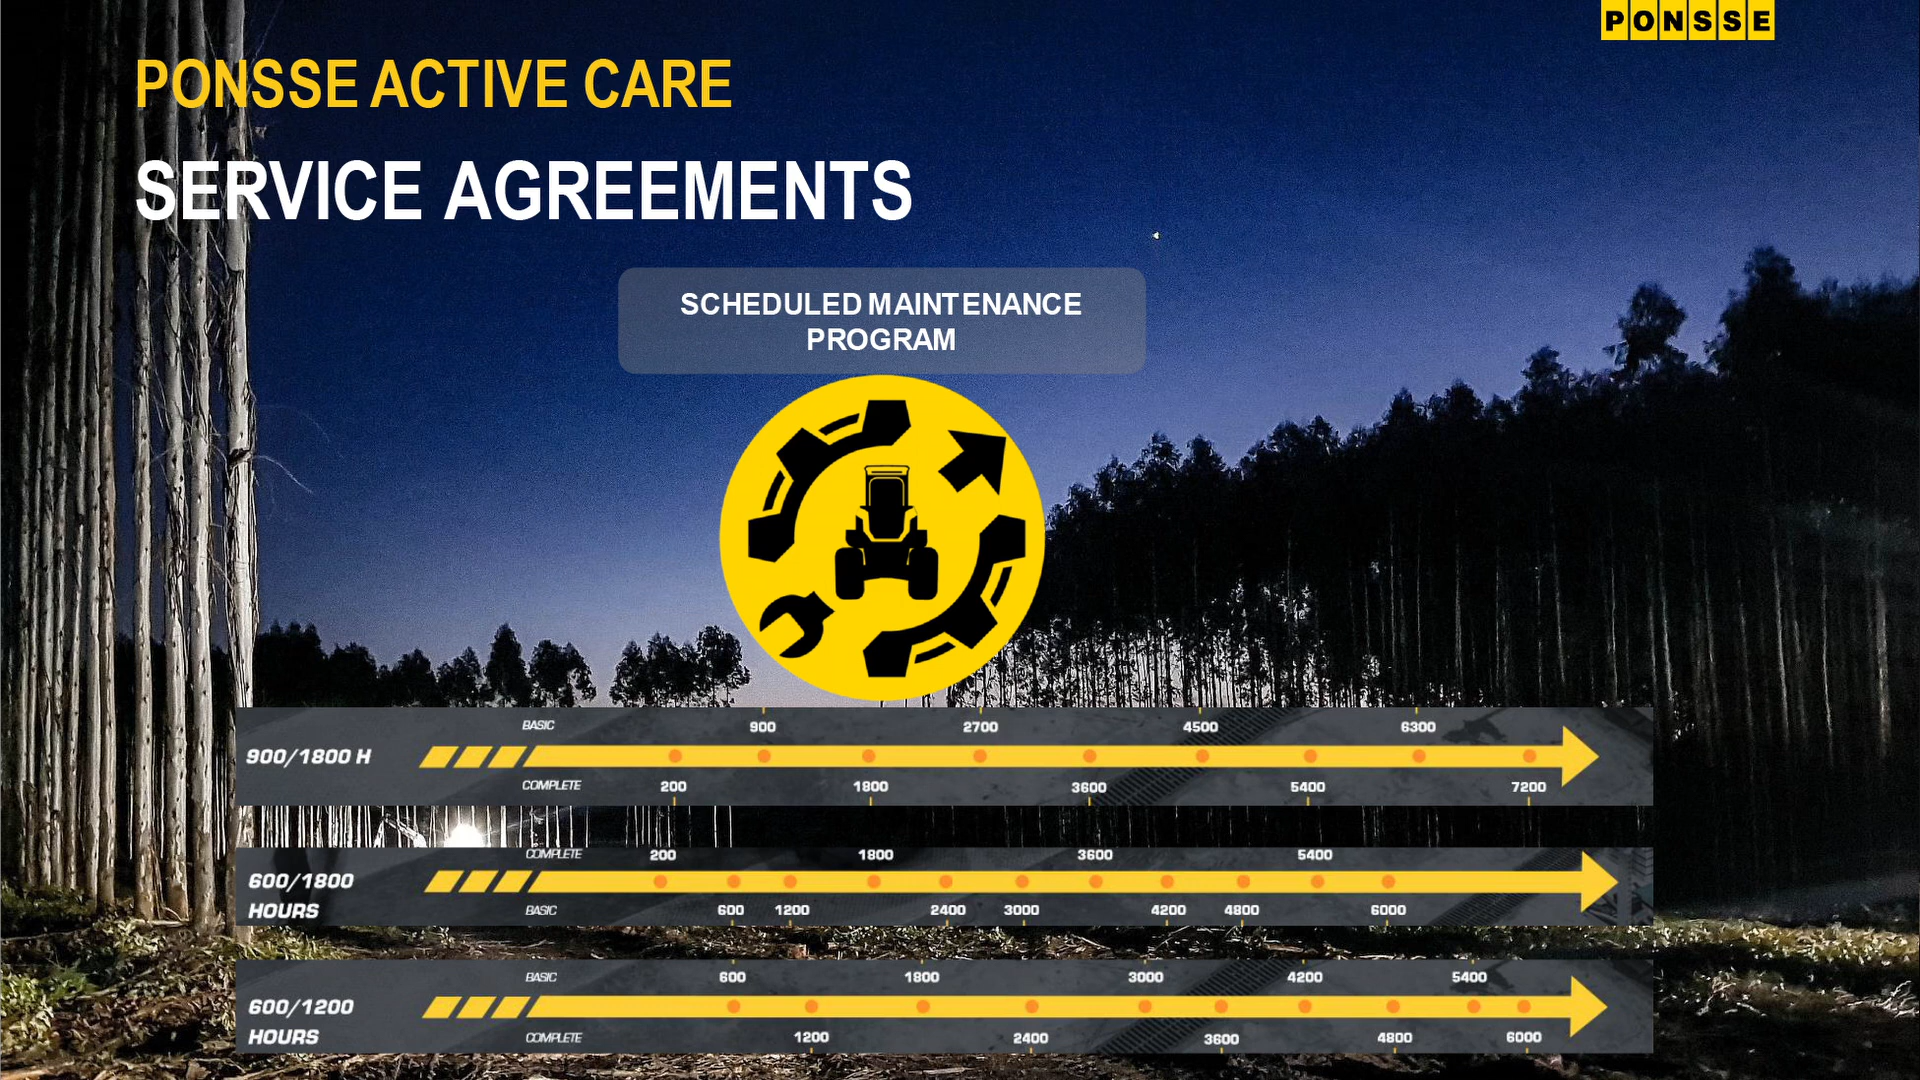 PONSSE
PONSSE ACTIVE CARE
SERVICE AGREEMENTS
SCHEDULED MAINTENANCE
PROGRAM
BASIC 900 2700 4500 6300
900/1800 H
COMPLETE 200 1800 3600 5400 7200
COMPLETE 200 1800 3600 5400
600/1800
HOURS
BASIC 600 1200 2400 3000 4200 4800 6000
BASIC 600 1800 3000 4200 5400
600/1200
HOURS
COMPLETE 1200 2400 3600 4800 6000